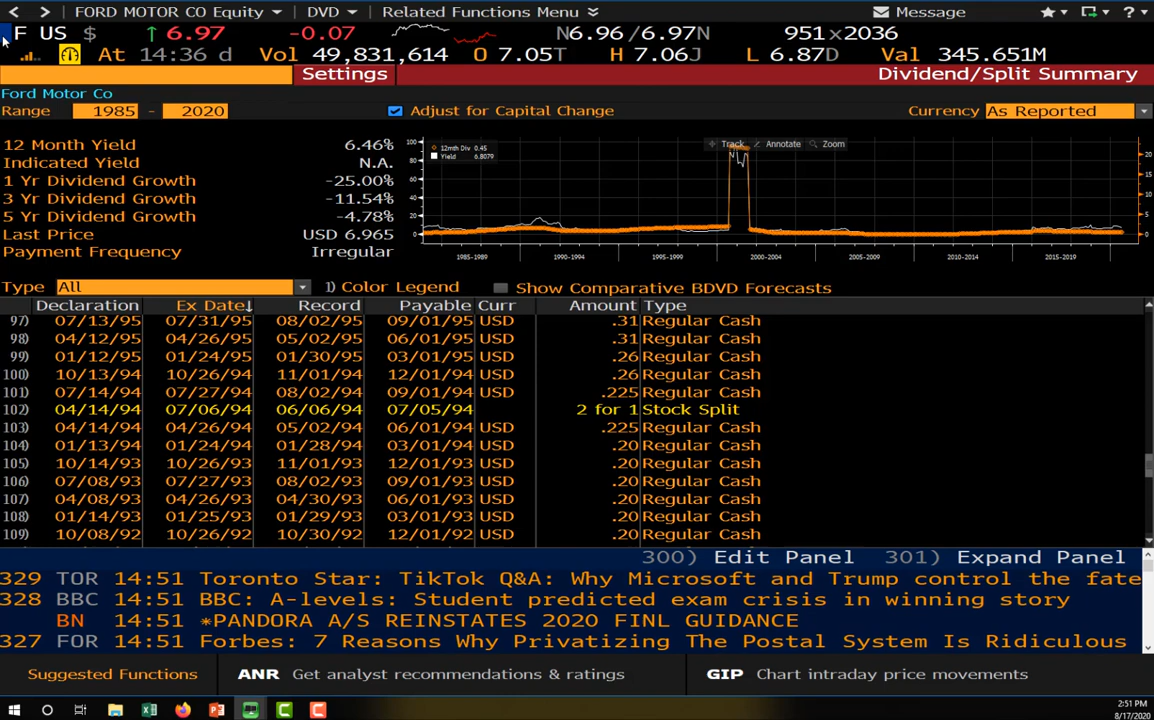 < > FORD MOTOR CO Equity DVD Related Functions Menu Message ?
F US $ ↑ 6.97 -0.07 N6.96/6.97N 951x2036
At 14:36 d Vol 49,831,614 O 7.05T H 7.06J L 6.87D Val 345.651M
Settings Dividend/Split Summary
Ford Motor Co
Range 1985 - 2020 Adjust for Capital Change Currency As Reported
12 Month Yield 6.46%
Indicated Yield N.A.
1 Yr Dividend Growth -25.00%
3 Yr Dividend Growth -11.54%
5 Yr Dividend Growth -4.78%
Last Price USD 6.965
Payment Frequency Irregular
Track Annotate Zoom
12mth Div 0.45
Yield 6.8079
100
80
60
40
20
0
20
15
10
5
0
1985-1989 1990-1994 1995-1999 2000-2004 2005-2009 2010-2014 2015-2019
Type All 1) Color Legend Show Comparative BDVD Forecasts
Declaration Ex Date↓ Record Payable Curr Amount Type
97) 07/13/95 07/31/95 08/02/95 09/01/95 USD .31 Regular Cash
98) 04/12/95 04/26/95 05/02/95 06/01/95 USD .31 Regular Cash
99) 01/12/95 01/24/95 01/30/95 03/01/95 USD .26 Regular Cash
100) 10/13/94 10/26/94 11/01/94 12/01/94 USD .26 Regular Cash
101) 07/14/94 07/27/94 08/02/94 09/01/94 USD .225 Regular Cash
102) 04/14/94 07/06/94 06/06/94 07/05/94 2 for 1 Stock Split
103) 04/14/94 04/26/94 05/02/94 06/01/94 USD .225 Regular Cash
104) 01/13/94 01/24/94 01/28/94 03/01/94 USD .20 Regular Cash
105) 10/14/93 10/26/93 11/01/93 12/01/93 USD .20 Regular Cash
106) 07/08/93 07/27/93 08/02/93 09/01/93 USD .20 Regular Cash
107) 04/08/93 04/26/93 04/30/93 06/01/93 USD .20 Regular Cash
108) 01/14/93 01/25/93 01/29/93 03/01/93 USD .20 Regular Cash
109) 10/08/92 10/26/92 10/30/92 12/01/92 USD .20 Regular Cash
300) Edit Panel 301) Expand Panel
329 TOR 14:51 Toronto Star: TikTok Q&A: Why Microsoft and Trump control the fate
328 BBC 14:51 BBC: A-levels: Student predicted exam crisis in winning story
BN 14:51 *PANDORA A/S REINSTATES 2020 FINL GUIDANCE
327 FOR 14:51 Forbes: 7 Reasons Why Privatizing The Postal System Is Ridiculous
Suggested Functions ANR Get analyst recommendations & ratings GIP Chart intraday price movements
2:51 PM
8/17/2020